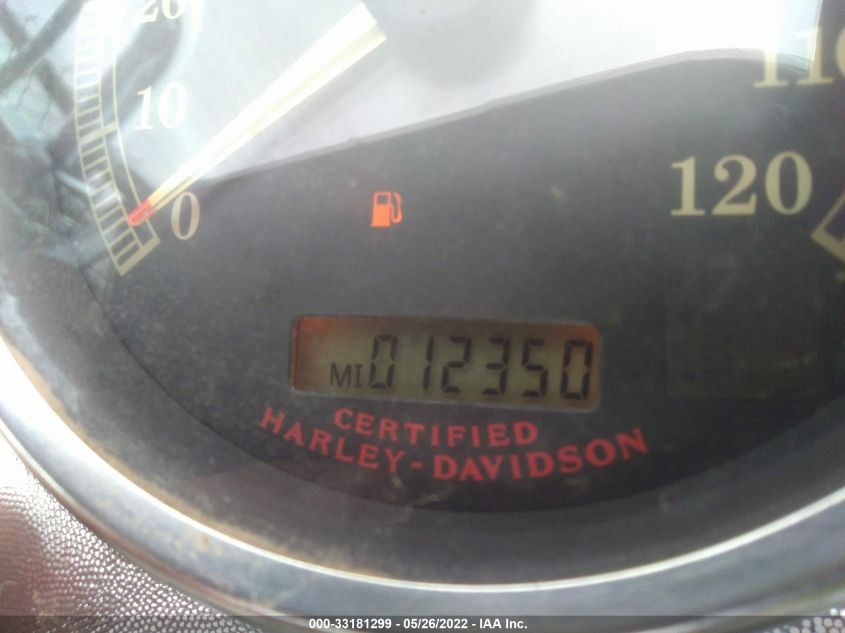 20
10
0
110
120
MI 012350
CERTIFIED
HARLEY-DAVIDSON
000-33181299 - 05/26/2022 - IAA Inc.